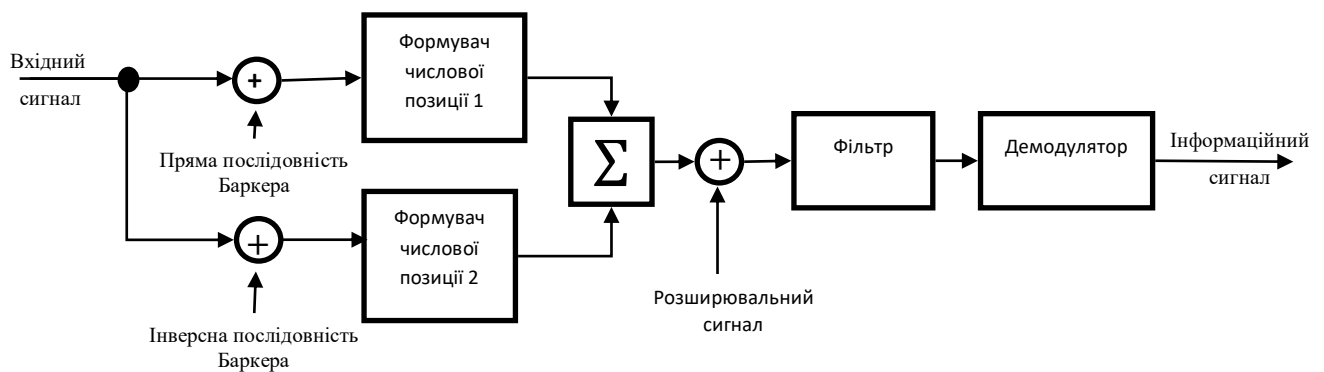 Вхідний
сигнал
+
Пряма послідовність
Баркера
Формувач
числової
позиції 1
+
Інверсна послідовність
Баркера
Формувач
числової
позиції 2
Σ
+
Розширювальний
сигнал
Фільтр
Демодулятор
Інформаційний
сигнал